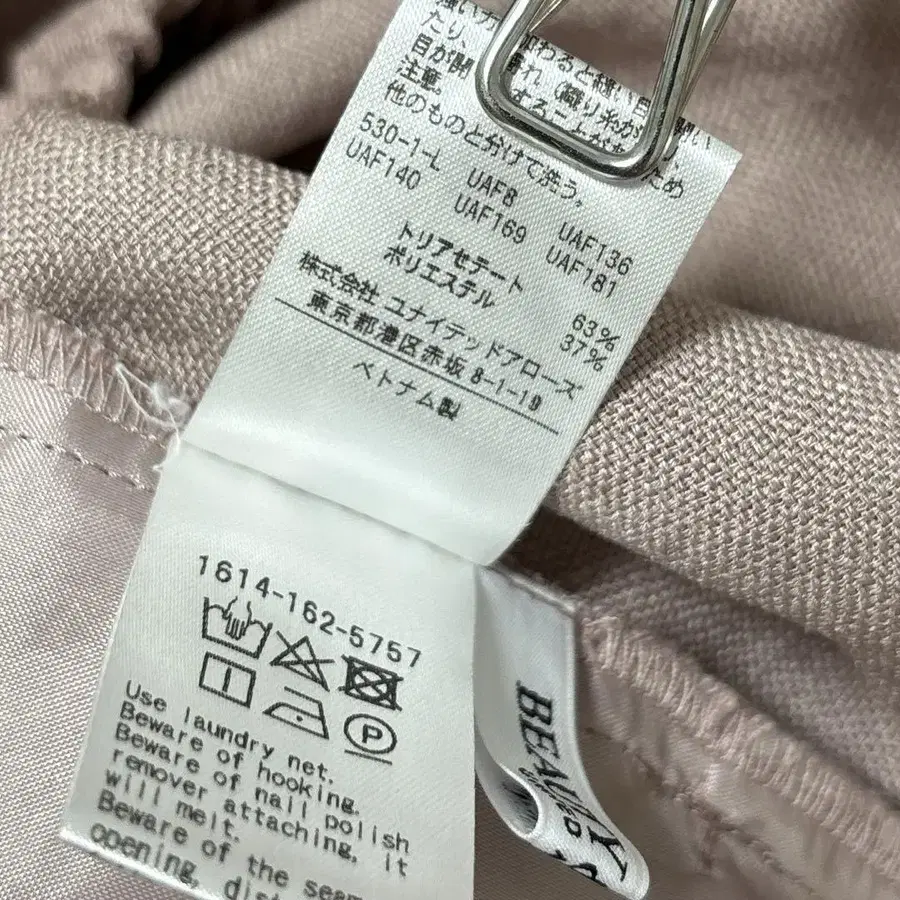 たり、
目が開
注意。
他のものと分けて洗う。
530-1-L UAF8 UAF136
UAF140 UAF169 UAF181
トリアセテート 63%
ポリエステル 37%
株式会社 ユナイテッドアローズ
東京都港区赤坂 8-1-19
ベトナム製
1614-162-5757
P
Use laundry net.
Beware of hooking.
Beware of nail polish
remover attaching, it
will melt.
Beware of the seam
opening,
BEAUTY